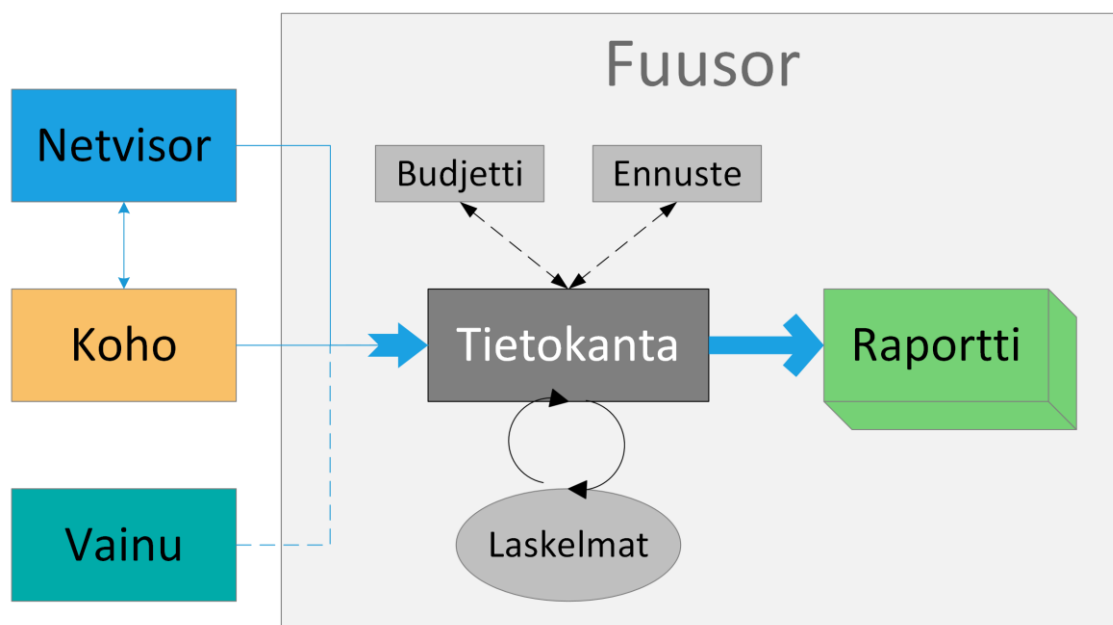 Fuusor
Netvisor
Budjetti
Ennuste
Koho
Tietokanta
Raportti
Vainu
Laskelmat